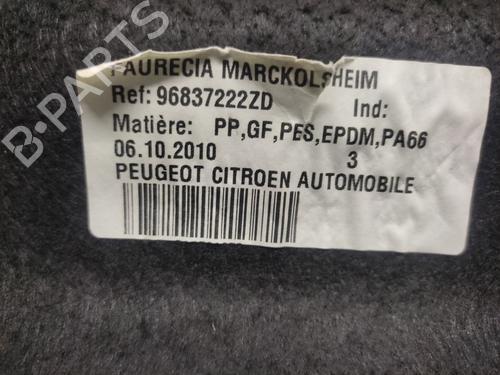 B-PARTS
FAURECIA MARCKOLSHEIM
Ref: 96837222ZD Ind:
Matière: PP,GF,PES,EPDM,PA66
06.10.2010 3
PEUGEOT CITROEN AUTOMOBILE